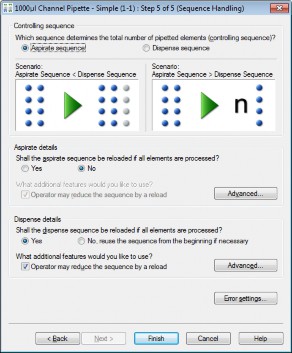 1000µl Channel Pipette - Simple (1-1) : Step 5 of 5 (Sequence Handling)
Controlling sequence
Which sequence determines the total number of pipetted elements (controlling sequence)?
Aspirate sequence
Dispense sequence
Scenario:
Aspirate Sequence < Dispense Sequence
Scenario:
Aspirate Sequence > Dispense Sequence
n
Aspirate details
Shall the aspirate sequence be reloaded if all elements are processed?
Yes
No
What additional features would you like to use?
Operator may reduce the sequence by a reload
Advanced...
Dispense details
Shall the dispense sequence be reloaded if all elements are processed?
Yes
No, reuse the sequence from the beginning if necessary
What additional features would you like to use?
Operator may reduce the sequence by a reload
Advanced...
Error settings...
< Back
Next >
Finish
Cancel
Help